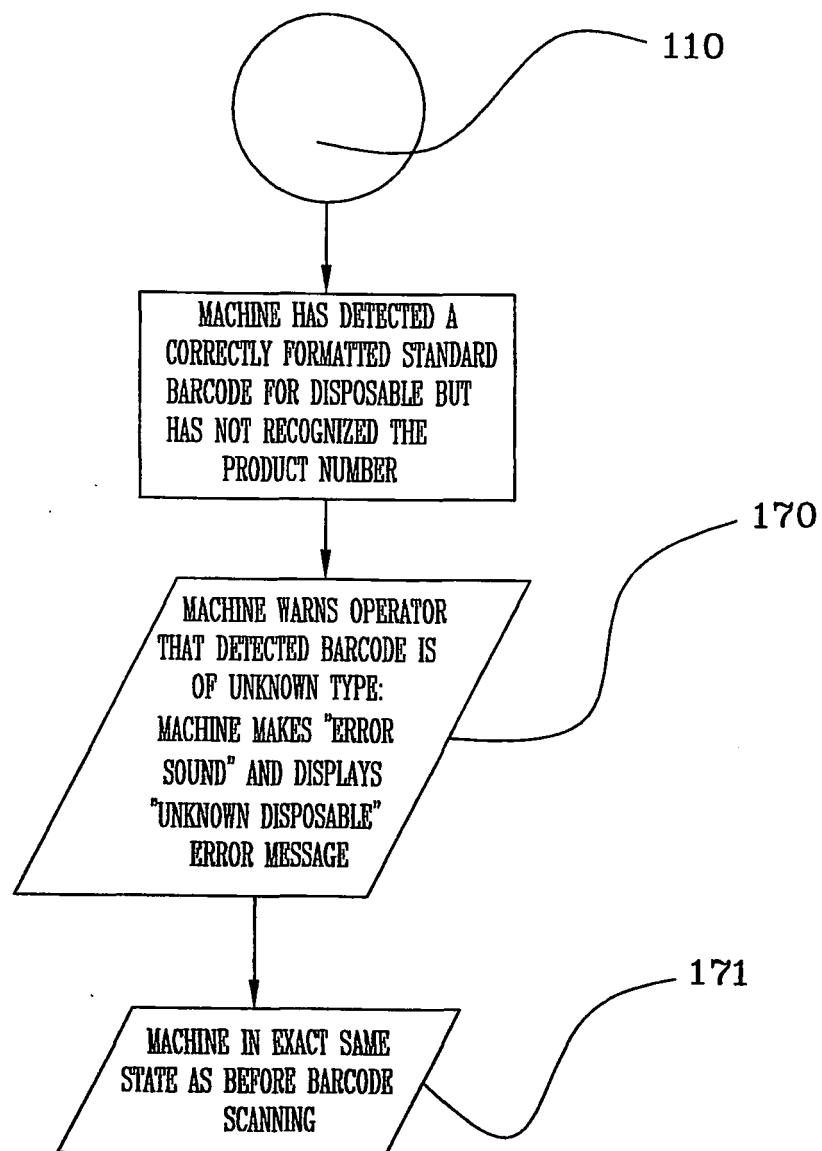 110
MACHINE HAS DETECTED A
CORRECTLY FORMATTED STANDARD
BARCODE FOR DISPOSABLE BUT
HAS NOT RECOGNIZED THE
PRODUCT NUMBER
170
MACHINE WARNS OPERATOR
THAT DETECTED BARCODE IS
OF UNKNOWN TYPE:
MACHINE MAKES "ERROR
SOUND" AND DISPLAYS
"UNKNOWN DISPOSABLE"
ERROR MESSAGE
171
MACHINE IN EXACT SAME
STATE AS BEFORE BARCODE
SCANNING